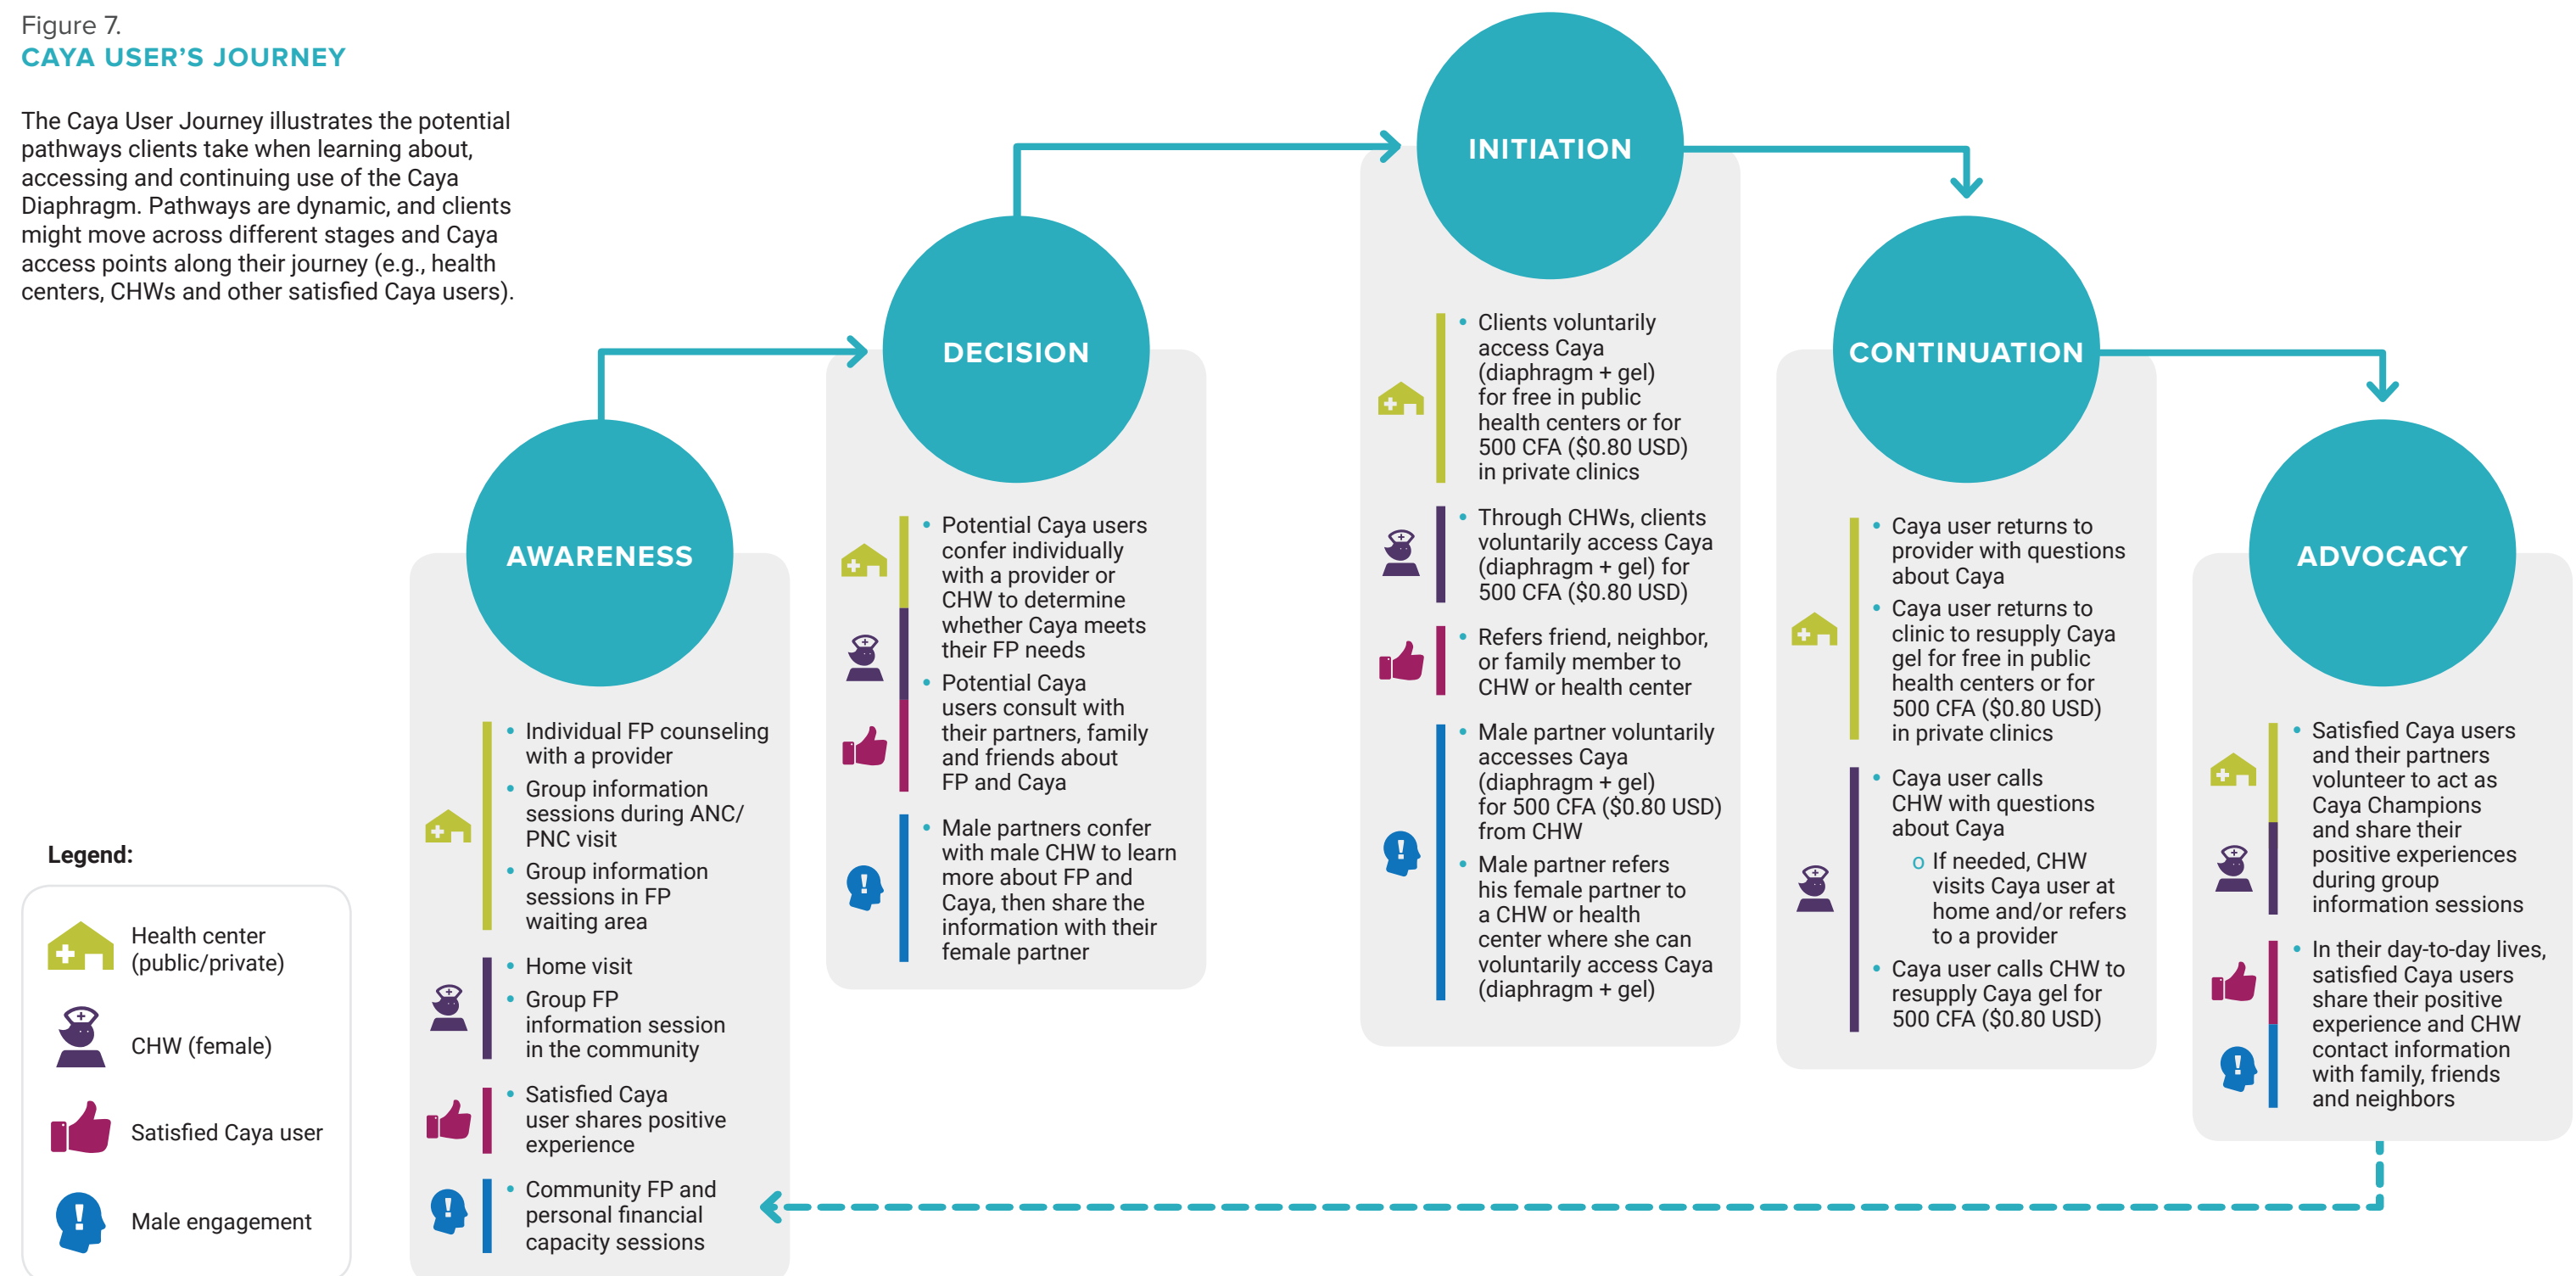 Figure 7.
CAYA USER'S JOURNEY
The Caya User Journey illustrates the potential
pathways clients take when learning about,
accessing and continuing use of the Caya
Diaphragm. Pathways are dynamic, and clients
might move across different stages and Caya
access points along their journey (e.g., health
centers, CHWs and other satisfied Caya users).
Legend:
Health center
(public/private)
CHW (female)
Satisfied Caya user
Male engagement
AWARENESS
• Individual FP counseling
with a provider
• Group information
sessions during ANC/
PNC visit
• Group information
sessions in FP
waiting area
• Home visit
• Group FP
information session
in the community
• Satisfied Caya
user shares positive
experience
• Community FP and
personal financial
capacity sessions
DECISION
• Potential Caya users
confer individually
with a provider or
CHW to determine
whether Caya meets
their FP needs
• Potential Caya
users consult with
their partners, family
and friends about
FP and Caya
• Male partners confer
with male CHW to learn
more about FP and
Caya, then share the
information with their
female partner
INITIATION
• Clients voluntarily
access Caya
(diaphragm + gel)
for free in public
health centers or for
500 CFA ($0.80 USD)
in private clinics
• Through CHWs, clients
voluntarily access Caya
(diaphragm + gel) for
500 CFA ($0.80 USD)
• Refers friend, neighbor,
or family member to
CHW or health center
• Male partner voluntarily
accesses Caya
(diaphragm + gel)
for 500 CFA ($0.80 USD)
from CHW
• Male partner refers
his female partner to
a CHW or health
center where she can
voluntarily access Caya
(diaphragm + gel)
CONTINUATION
• Caya user returns to
provider with questions
about Caya
• Caya user returns to
clinic to resupply Caya
gel for free in public
health centers or for
500 CFA ($0.80 USD)
in private clinics
• Caya user calls
CHW with questions
about Caya
o If needed, CHW
visits Caya user at
home and/or refers
to a provider
• Caya user calls CHW to
resupply Caya gel for
500 CFA ($0.80 USD)
ADVOCACY
• Satisfied Caya users
and their partners
volunteer to act as
Caya Champions
and share their
positive experiences
during group
information sessions
• In their day-to-day lives,
satisfied Caya users
share their positive
experience and CHW
contact information
with family, friends
and neighbors